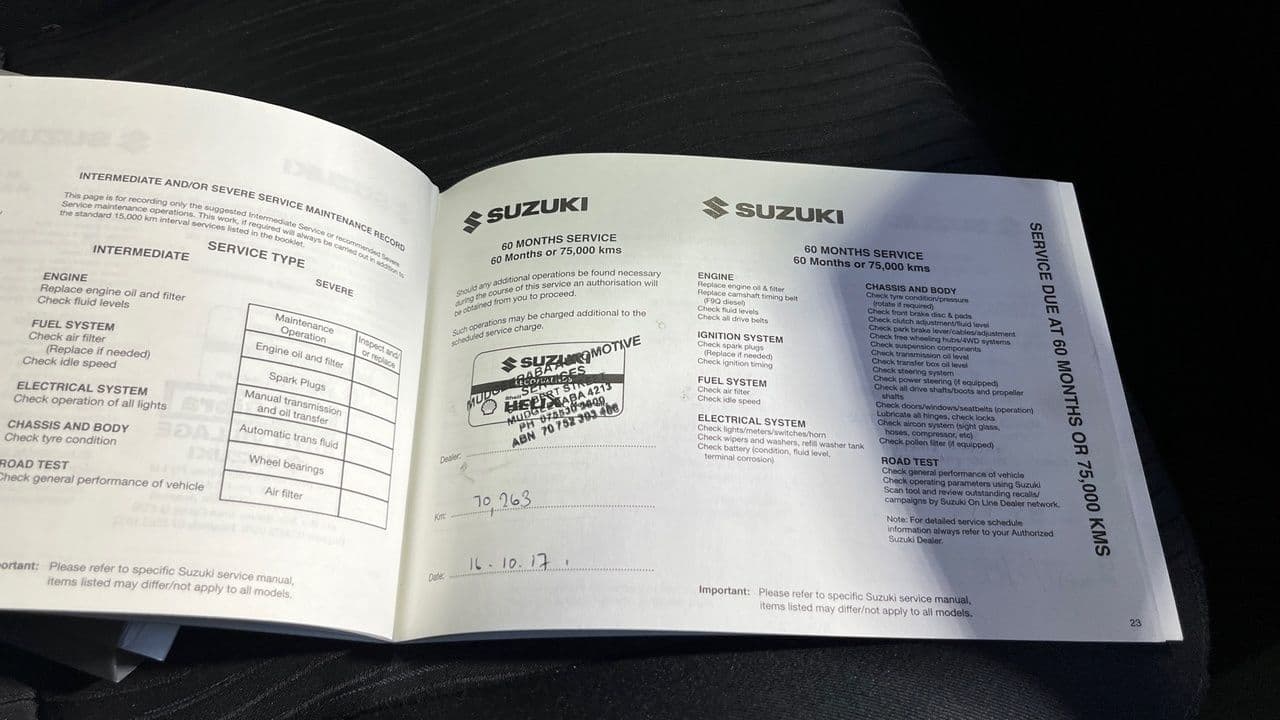 INTERMEDIATE AND/OR SEVERE SERVICE MAINTENANCE RECORD
This page is for recording only the suggested Intermediate Service or recommended Severe
Service maintenance operations. This work, if required will always be carried out in addition to
the standard 15,000 km interval services listed in the booklet.
SERVICE TYPE
INTERMEDIATE
ENGINE
Replace engine oil and filter
Check fluid levels
FUEL SYSTEM
Check air filter
(Replace if needed)
Check idle speed
ELECTRICAL SYSTEM
Check operation of all lights
CHASSIS AND BODY
Check tyre condition
ROAD TEST
Check general performance of vehicle
SEVERE
Maintenance Operation
Inspect and/or replace
Engine oil and filter
Spark Plugs
Manual transmission
and oil transfer
Automatic trans fluid
Wheel bearings
Air filter
portant: Please refer to specific Suzuki service manual,
items listed may differ/not apply to all models.
SUZUKI
60 MONTHS SERVICE
60 Months or 75,000 kms
Should any additional operations be found necessary
during the course of this service an authorisation will
be obtained from you to proceed.
Such operations may be charged additional to the
scheduled service charge.
SUZUKI
AUTOMOTIVE
SERVICES
HELIX
ABN 70 752 393 466
Dealer:
Km: 70,263
Date: 16.10.17
SUZUKI
60 MONTHS SERVICE
60 Months or 75,000 kms
ENGINE
Replace engine oil & filter
Replace camshaft timing belt
(F9Q diesel)
Check fluid levels
Check all drive belts
IGNITION SYSTEM
Check spark plugs
(Replace if needed)
Check ignition timing
FUEL SYSTEM
Check air filter
Check idle speed
ELECTRICAL SYSTEM
Check lights/meters/switches/horn
Check wipers and washers, refill washer tank
Check battery (condition, fluid level,
terminal corrosion)
CHASSIS AND BODY
Check tyre condition/pressure
(rotate if required)
Check front brake disc & pads
Check clutch adjustment/fluid level
Check park brake lever/cables/adjustment
Check free wheeling hubs/4WD systems
Check suspension components
Check transmission oil level
Check transfer box oil level
Check steering system
Check power steering (if equipped)
Check all drive shafts/boots and propeller
shafts
Check doors/windows/seatbelts (operation)
Lubricate all hinges, check locks
Check aircon system (sight glass,
hoses, compressor, etc)
Check pollen filter (if equipped)
ROAD TEST
Check general performance of vehicle
Check operating parameters using Suzuki
Scan tool and review outstanding recalls/
campaigns by Suzuki On Line Dealer network.
Note: For detailed service schedule
information always refer to your Authorized
Suzuki Dealer.
Important: Please refer to specific Suzuki service manual,
items listed may differ/not apply to all models.
SERVICE DUE AT 60 MONTHS OR 75,000 KMS
23